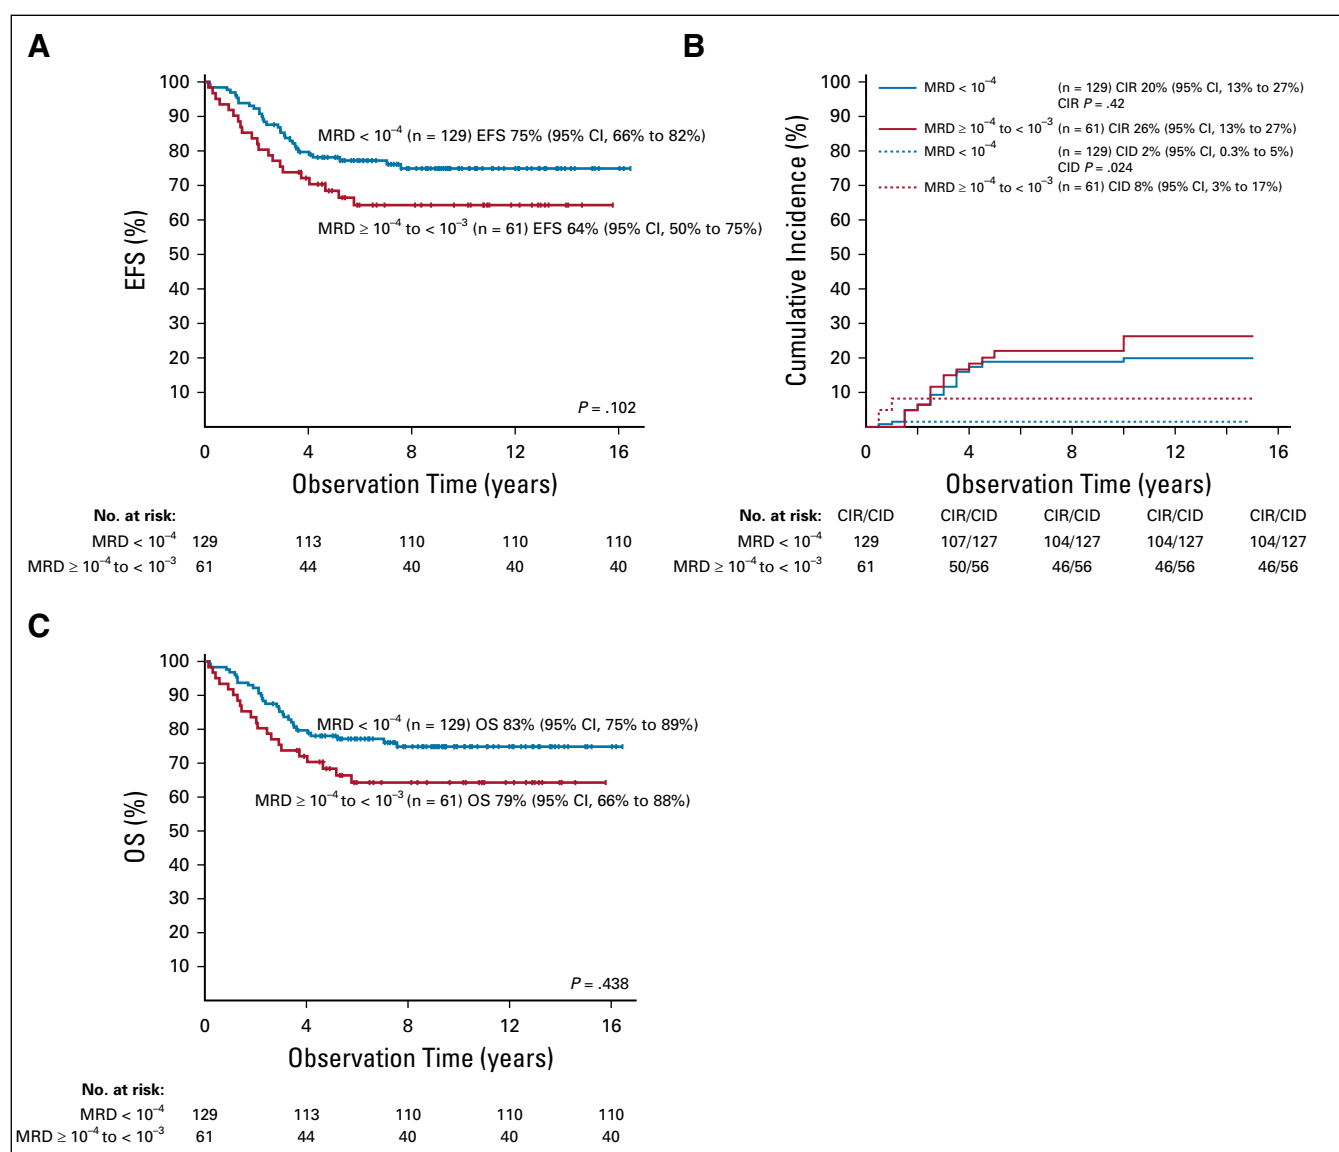 A
100
90
80
70
60
50
40
30
20
10
EFS (%)
MRD < 10⁻⁴ (n = 129) EFS 75% (95% CI, 66% to 82%)
MRD ≥ 10⁻⁴ to < 10⁻³ (n = 61) EFS 64% (95% CI, 50% to 75%)
P = .102
0 4 8 12 16
Observation Time (years)
No. at risk:
MRD < 10⁻⁴ 129 113 110 110 110
MRD ≥ 10⁻⁴ to < 10⁻³ 61 44 40 40 40
B
100
90
80
70
60
50
40
30
20
10
Cumulative Incidence (%)
MRD < 10⁻⁴ (n = 129) CIR 20% (95% CI, 13% to 27%)
CIR P = .42
MRD ≥ 10⁻⁴ to < 10⁻³ (n = 61) CIR 26% (95% CI, 13% to 27%)
MRD < 10⁻⁴ (n = 129) CID 2% (95% CI, 0.3% to 5%)
CID P = .024
MRD ≥ 10⁻⁴ to < 10⁻³ (n = 61) CID 8% (95% CI, 3% to 17%)
0 4 8 12 16
Observation Time (years)
No. at risk: CIR/CID CIR/CID CIR/CID CIR/CID CIR/CID
MRD < 10⁻⁴ 129 107/127 104/127 104/127 104/127
MRD ≥ 10⁻⁴ to < 10⁻³ 61 50/56 46/56 46/56 46/56
C
100
90
80
70
60
50
40
30
20
10
OS (%)
MRD < 10⁻⁴ (n = 129) OS 83% (95% CI, 75% to 89%)
MRD ≥ 10⁻⁴ to < 10⁻³ (n = 61) OS 79% (95% CI, 66% to 88%)
P = .438
0 4 8 12 16
Observation Time (years)
No. at risk:
MRD < 10⁻⁴ 129 113 110 110 110
MRD ≥ 10⁻⁴ to < 10⁻³ 61 44 40 40 40